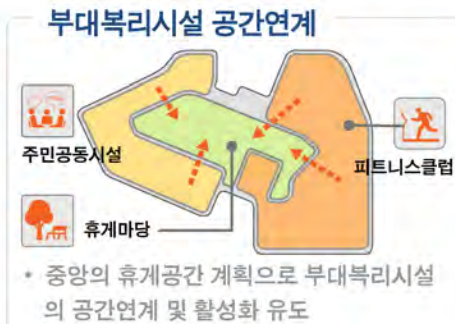 부대복리시설 공간연계
주민공동시설
피트니스클럽
휴게마당
• 중앙의 휴게공간 계획으로 부대복리시설
의 공간연계 및 활성화 유도